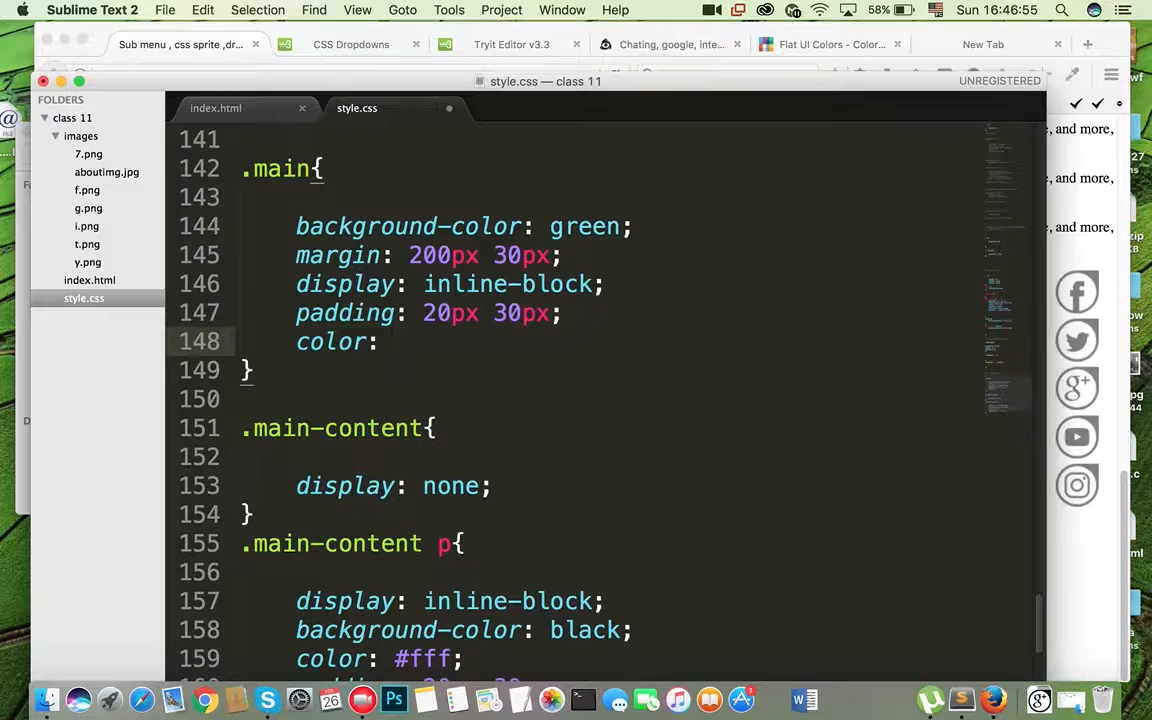 Sublime Text 2 File Edit Selection Find View Goto Tools Project Window Help 58% Sun 16:46:55
Sub menu , css sprite ,dr... CSS Dropdowns Tryit Editor v3.3 Chating, google, inte... Flat UI Colors - Color... New Tab
style.css — class 11 UNREGISTERED
FOLDERS
class 11
images
7.png
aboutimg.jpg
f.png
g.png
i.png
t.png
y.png
index.html
style.css
index.html style.css
141
142 .main{
143
144 background-color: green;
145 margin: 200px 30px;
146 display: inline-block;
147 padding: 20px 30px;
148 color:
149 }
150
151 .main-content{
152
153 display: none;
154 }
155 .main-content p{
156
157 display: inline-block;
158 background-color: black;
159 color: #fff;
e, and more,
e, and more,
e, and more,